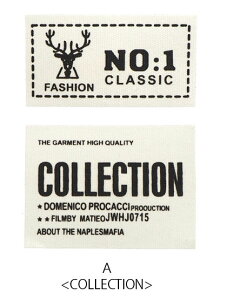 NO:1
CLASSIC
FASHION
THE GARMENT HIGH QUALITY
COLLECTION
★ DOMENICO PROCACCI PRODUCTION
★ ★ FILMBY MATIEO JWHJ0715
ABOUT THE NAPLESMAFIA
A
<COLLECTION>